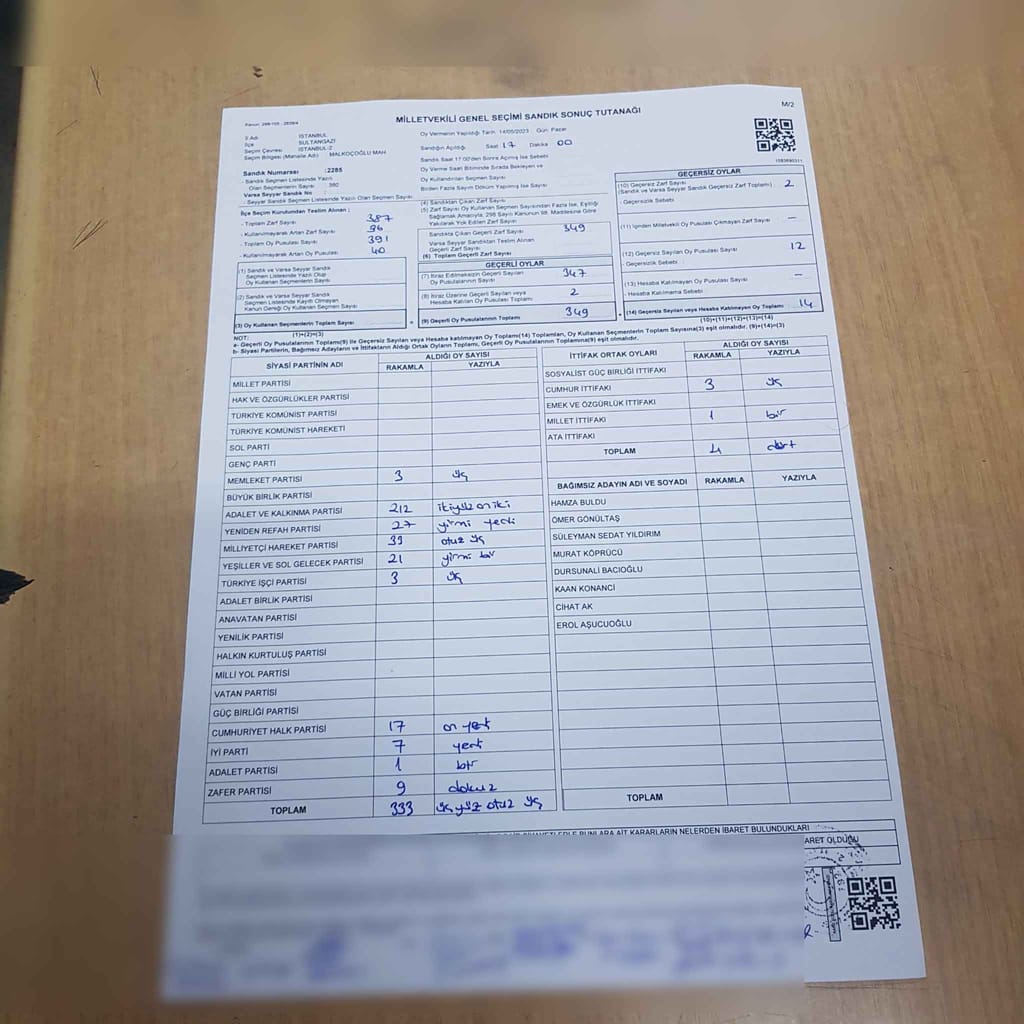 MİLLETVEKİLİ GENEL SEÇİMİ SANDIK SONUÇ TUTANAĞI
M/2
İl Adı : İSTANBUL
İlçe : SULTANGAZİ
Seçim Çevresi : İSTANBUL-2
Seçim Bölgesi (Mahalle Adı) : MALKOÇOĞLU MAH
Sandık Numarası :2285
- Sandık Seçmen Listesinde Yazılı
Olan Seçmenlerin Sayısı : 390
Varsa Seyyar Sandık No :
- Seyyar Sandık Seçmen Listesinde Yazılı Olan Seçmen Sayısı :
İlçe Seçim Kurulundan Teslim Alınan ;
- Toplam Zarf Sayısı 387
- Kullanılmayarak Artan Zarf Sayısı 36
- Toplam Oy Pusulası Sayısı 391
- Kullanılmayarak Artan Oy Pusulası 40
(1) Sandık ve Varsa Seyyar Sandık
Seçmen Listesinde Yazılı Olup
Oy Kullanan Seçmenlerin Sayısı
(2) Sandık ve Varsa Seyyar Sandık
Seçmen Listesinde Kayıtlı Olmayan
Kanun Gereği Oy Kullanan Seçmen Sayısı
(3) Oy Kullanan Seçmenlerin Toplam Sayısı
(1)+(2)=(3)
Oy Vermenin Yapıldığı Tarih 14/05/2023 Gün: Pazar
Sandığın Açıldığı Saat 17 Dakika 00
Sandık Saat 17:00'den Sonra Açılmış İse Sebebi
Oy Verme Saati Bitiminde Sırada Bekleyen ve
Oy Kullandırılan Seçmen Sayısı
Birden Fazla Sayım Döküm Yapılmış İse Sayısı
(4) Sandıktan Çıkan Zarf Sayısı
(5) Zarf Sayısı Oy Kullanan Seçmen Sayısından Fazla İse, Eşitliği
Sağlamak Amacıyla, 298 Sayılı Kanunun 98. Maddesine Göre
Yakılarak Yok Edilen Zarf Sayısı
Sandıkta Çıkan Geçerli Zarf Sayısı 349
Varsa Seyyar Sandıktan Teslim Alınan
Geçerli Zarf Sayısı
(6) Toplam Geçerli Zarf Sayısı
GEÇERLİ OYLAR
(7) İtiraz Edilmeksizin Geçerli Sayılan
Oy Pusulalarının Sayısı 347
(8) İtiraz Üzerine Geçerli Sayılan veya
Hesaba Katılan Oy Pusulası Toplamı 2
(9) Geçerli Oy Pusulası Toplamı 349
GEÇERSİZ OYLAR
(10) Geçersiz Zarf Sayısı
(Sandık ve Varsa Seyyar Sandık Geçersiz Zarf Toplamı) 2
- Geçersizlik Sebebi
(11) İçinden Milletvekili Oy Pusulası Çıkmayan Zarf Sayısı -
(12) Geçersiz Sayılan Oy Pusulası Sayısı 12
- Geçersizlik Sebebi :
(13) Hesaba Katılmayan Oy Pusulası Sayısı -
- Hesaba Katılmama Sebebi
(14) Geçersiz Sayılan veya Hesaba Katılmayan Oy Toplamı 14
(10)+(11)+(12)+(13)=(14)
NOT:
a- Geçerli Oy Pusulalarının Toplamı(9) ile Geçersiz Sayılan veya Hesaba katılmayan Oy Toplamı(14) Toplamları, Oy Kullanan Seçmenlerin Toplam Sayısına(3) eşit olmalıdır. (9)+(14)=(3)
b- Siyasi Partilerin, Bağımsız Adayların ve İttifakların Aldığı Oyların Toplamı, Geçerli Oy Pusulalarının Toplamına(9) eşit olmalıdır.
SİYASİ PARTİNİN ADI ALDIĞI OY SAYISI
RAKAMLA YAZIYLA
MİLLET PARTİSİ
HAK VE ÖZGÜRLÜKLER PARTİSİ
TÜRKİYE KOMÜNİST PARTİSİ
TÜRKİYE KOMÜNİST HAREKETİ
SOL PARTİ
GENÇ PARTİ
MEMLEKET PARTİSİ 3 üç
BÜYÜK BİRLİK PARTİSİ
ADALET VE KALKINMA PARTİSİ 212 ikiyüz on iki
YENİDEN REFAH PARTİSİ 27 yirmi yedi
MİLLİYETÇİ HAREKET PARTİSİ 33 otuz üç
YEŞİLLER VE SOL GELECEK PARTİSİ 21 yirmi bir
TÜRKİYE İŞÇİ PARTİSİ 3 üç
ADALET BİRLİK PARTİSİ
ANAVATAN PARTİSİ
YENİLİK PARTİSİ
HALKIN KURTULUŞ PARTİSİ
MİLLİ YOL PARTİSİ
VATAN PARTİSİ
GÜÇ BİRLİĞİ PARTİSİ
CUMHURİYET HALK PARTİSİ 17 on yedi
İYİ PARTİ 7 yedi
ADALET PARTİSİ 1 bir
ZAFER PARTİSİ 9 dokuz
TOPLAM 333 üç yüz otuz üç
İTTİFAK ORTAK OYLARI ALDIĞI OY SAYISI
RAKAMLA YAZIYLA
SOSYALİST GÜÇ BİRLİĞİ İTTİFAKI
CUMHUR İTTİFAKI 3 üç
EMEK VE ÖZGÜRLÜK İTTİFAKI
MİLLET İTTİFAKI 1 bir
ATA İTTİFAKI
TOPLAM 4 dört
BAĞIMSIZ ADAYIN ADI VE SOYADI RAKAMLA YAZIYLA
HAMZA BULDU
ÖMER GÖNÜLTAŞ
SÜLEYMAN SEDAT YILDIRIM
MURAT KÖPRÜCÜ
DURSUNALİ BACIOĞLU
KAAN KONANCİ
CİHAT AK
EROL AŞUCUOĞLU
TOPLAM
BUNLARA AİT KARARLARIN NELERDEN İBARET BULUNDUKLARI
ARET OLDUĞU